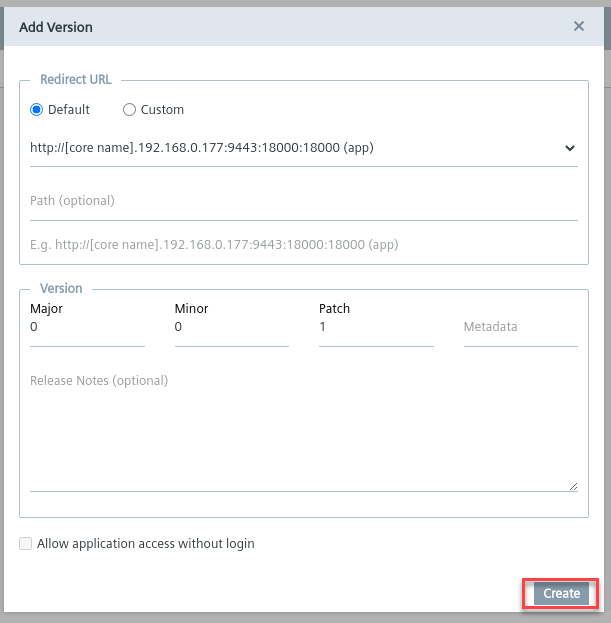 Add Version
Redirect URL
Default Custom
http://[core name].192.168.0.177:9443:18000:18000 (app)
Path (optional)
E.g. http://[core name].192.168.0.177:9443:18000:18000 (app)
Version
Major Minor Patch
0 0 1 Metadata
Release Notes (optional)
Allow application access without login
Create